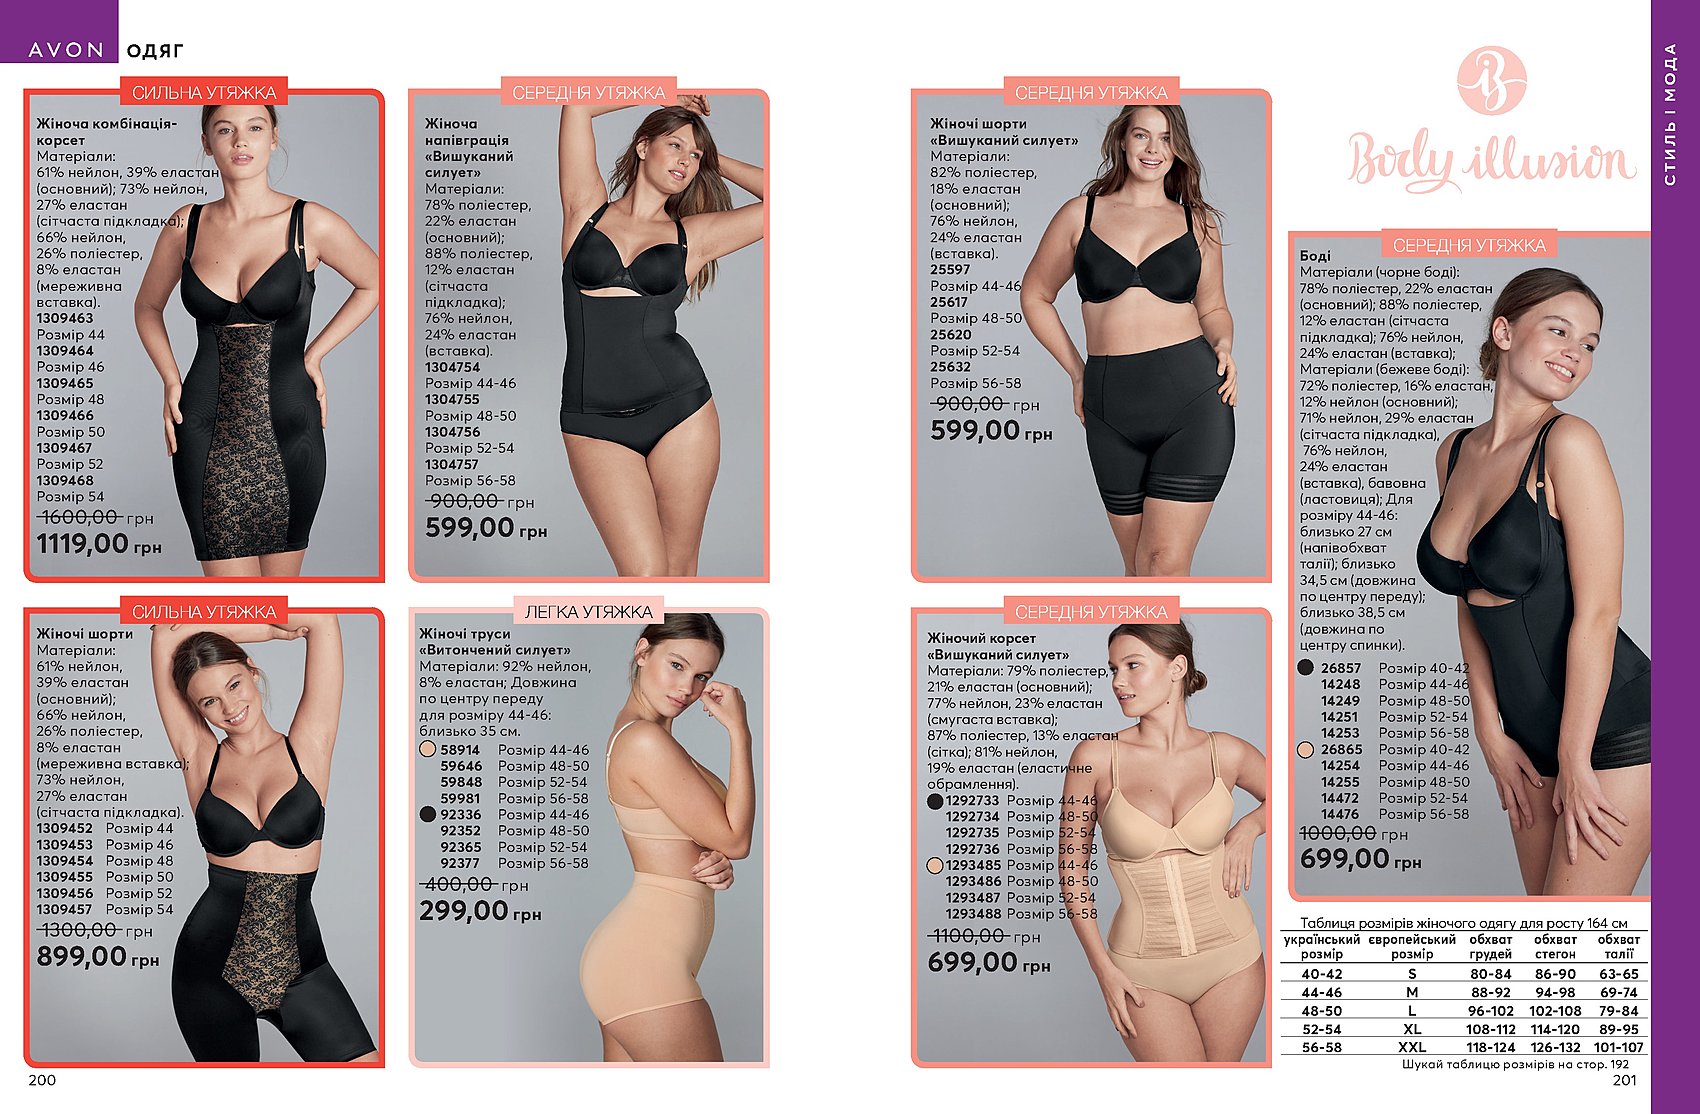 AVON ОДЯГ
СИЛЬНА УТЯЖКА
Жіноча комбінація-
корсет
Матеріали:
61% нейлон, 39% еластан
(основний); 73% нейлон,
27% еластан
(сітчаста підкладка);
66% нейлон,
26% поліестер,
8% еластан
(мереживна
вставка).
1309463
Розмір 44
1309464
Розмір 46
1309465
Розмір 48
1309466
Розмір 50
1309467
Розмір 52
1309468
Розмір 54
1600,00 грн
1119,00 грн
СЕРЕДНЯ УТЯЖКА
Жіноча
напівграція
«Вишуканий
силует»
Матеріали:
78% поліестер,
22% еластан
(основний);
88% поліестер,
12% еластан
(сітчаста
підкладка);
76% нейлон,
24% еластан
(вставка).
1304754
Розмір 44-46
1304755
Розмір 48-50
1304756
Розмір 52-54
1304757
Розмір 56-58
900,00 грн
599,00 грн
СИЛЬНА УТЯЖКА
Жіночі шорти
Матеріали:
61% нейлон,
39% еластан
(основний);
66% нейлон,
26% поліестер,
8% еластан
(мереживна вставка);
73% нейлон,
27% еластан
(сітчаста підкладка).
1309452 Розмір 44
1309453 Розмір 46
1309454 Розмір 48
1309455 Розмір 50
1309456 Розмір 52
1309457 Розмір 54
1300,00 грн
899,00 грн
ЛЕГКА УТЯЖКА
Жіночі труси
«Витончений силует»
Матеріали: 92% нейлон,
8% еластан; Довжина
по центру переду
для розміру 44-46:
близько 35 см.
58914 Розмір 44-46
59646 Розмір 48-50
59848 Розмір 52-54
59981 Розмір 56-58
92336 Розмір 44-46
92352 Розмір 48-50
92365 Розмір 52-54
92377 Розмір 56-58
400,00 грн
299,00 грн
200
СЕРЕДНЯ УТЯЖКА
Жіночі шорти
«Вишуканий силует»
Матеріали:
82% поліестер,
18% еластан
(основний);
76% нейлон,
24% еластан
(вставка).
25597
Розмір 44-46
25617
Розмір 48-50
25620
Розмір 52-54
25632
Розмір 56-58
900,00 грн
599,00 грн
СЕРЕДНЯ УТЯЖКА
Жіночий корсет
«Вишуканий силует»
Матеріали: 79% поліестер,
21% еластан (основний);
77% нейлон, 23% еластан
(смугаста вставка);
87% поліестер, 13% еластан
(сітка); 81% нейлон,
19% еластан (еластичне
обрамлення).
1292733 Розмір 44-46
1292734 Розмір 48-50
1292735 Розмір 52-54
1292736 Розмір 56-58
1293485 Розмір 44-46
1293486 Розмір 48-50
1293487 Розмір 52-54
1293488 Розмір 56-58
1100,00 грн
699,00 грн
Body illusion
СТИЛЬ І МОДА
СЕРЕДНЯ УТЯЖКА
Боді
Матеріали (чорне боді):
78% поліестер, 22% еластан
(основний); 88% поліестер,
12% еластан (сітчаста
підкладка); 76% нейлон,
24% еластан (вставка);
Матеріали (бежеве боді):
72% поліестер, 16% еластан,
12% нейлон (основний);
71% нейлон, 29% еластан
(сітчаста підкладка),
76% нейлон,
24% еластан
(вставка), бавовна
(ластовиця); Для
розміру 44-46:
близько 27 см
(напівобхват
талії); близько
34,5 см (довжина
по центру переду);
близько 38,5 см
(довжина по
центру спинки).
26857 Розмір 40-42
14248 Розмір 44-46
14249 Розмір 48-50
14251 Розмір 52-54
14253 Розмір 56-58
26865 Розмір 40-42
14254 Розмір 44-46
14255 Розмір 48-50
14472 Розмір 52-54
14476 Розмір 56-58
1000,00 грн
699,00 грн
Таблиця розмірів жіночого одягу для росту 164 см
український європейський обхват обхват обхват
розмір розмір грудей стегон талії
40-42 S 80-84 86-90 63-65
44-46 M 88-92 94-98 69-74
48-50 L 96-102 102-108 79-84
52-54 XL 108-112 114-120 89-95
56-58 XXL 118-124 126-132 101-107
Шукай таблицю розмірів на стор. 192
201